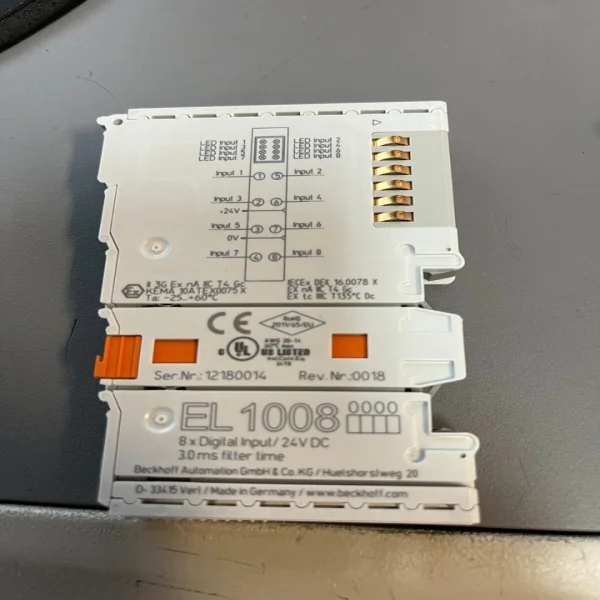 LED Input 1 LED Input 2
LED Input 3 LED Input 4
LED Input 5 LED Input 6
LED Input 7 LED Input 8
Input 1 1 5 Input 2
Input 3 2 6 Input 4
+24V
Input 5 3 7 Input 6
0V
Input 7 4 8 Input 8
II 3G Ex nA IIC T4 Gc
KEMA 10ATEX0075 X
Ta: -25...+60°C
IECEx DEK 16.0078 X
EX nA IIC T4 Gc
EX tc IIIC T135°C Dc
CE
RoHS
2011/65/EU
AWG 28-14
60°C max.
c UL US LISTED
Ser.Nr.: 12180014 Rev.Nr.:0018
EL 1008 0000
8 x Digital Input/ 24V DC
3.0 ms filter time
Beckhoff Automation GmbH & Co. KG / Huelshorstweg 20
D- 33415 Verl / Made in Germany / www.beckhoff.com